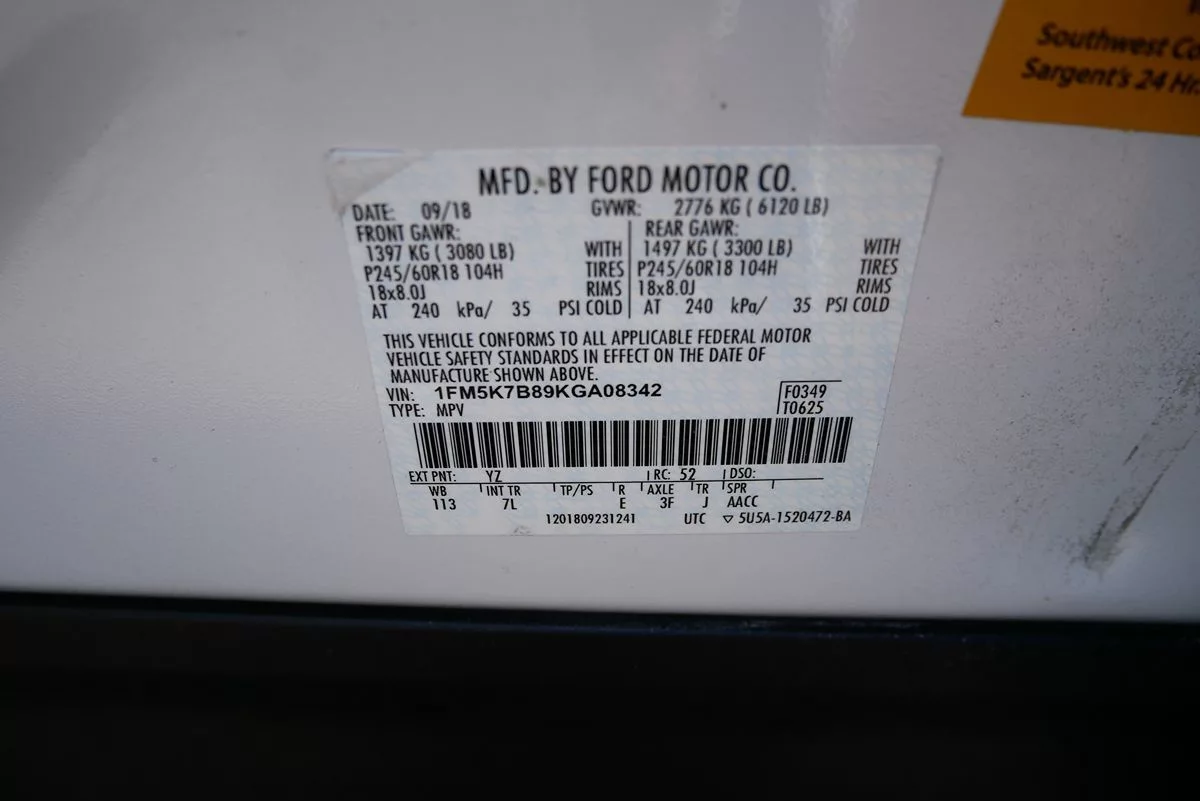 Southwest
Sargent's 24 Hr.
MFD. BY FORD MOTOR CO.
DATE: 09/18 GVWR: 2776 KG ( 6120 LB)
FRONT GAWR: REAR GAWR:
1397 KG ( 3080 LB) WITH 1497 KG ( 3300 LB) WITH
P245/60R18 104H TIRES P245/60R18 104H TIRES
18x8.0J RIMS 18x8.0J RIMS
AT 240 kPa/ 35 PSI COLD AT 240 kPa/ 35 PSI COLD
THIS VEHICLE CONFORMS TO ALL APPLICABLE FEDERAL MOTOR
VEHICLE SAFETY STANDARDS IN EFFECT ON THE DATE OF
MANUFACTURE SHOWN ABOVE.
VIN: 1FM5K7B89KGA08342 F0349
TYPE: MPV T0625
EXT PNT: YZ RC: 52 DSO:
WB INT TR TP/PS R AXLE TR SPR
113 7L E 3F J AACC
1201809231241 UTC ▽ 5U5A-1520472-BA